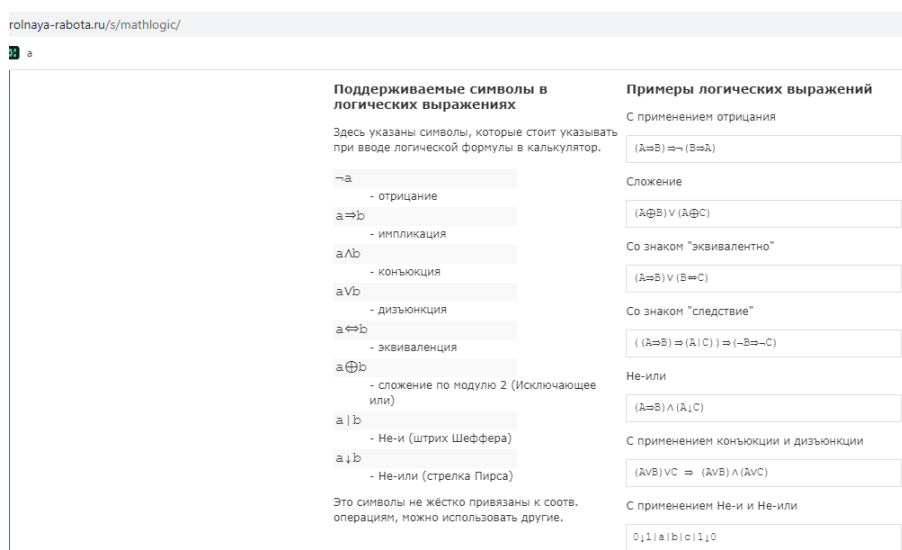 rolnaya-rabota.ru/s/mathlogic/
a
Поддерживаемые символы в
логических выражениях
Здесь указаны символы, которые стоит указывать
при вводе логической формулы в калькулятор.
¬a
- отрицание
a⇒b
- импликация
a∧b
- конъюкция
a∨b
- дизъюнкция
a⇔b
- эквиваленция
a⊕b
- сложение по модулю 2 (Исключающее
или)
a|b
- Не-и (штрих Шеффера)
a↓b
- Не-или (стрелка Пирса)
Это символы не жёстко привязаны к соотв.
операциям, можно использовать другие.
Примеры логических выражений
С применением отрицания
(A⇒B)⇒¬(B⇒A)
Сложение
(A⊕B)∨(A⊕C)
Со знаком "эквивалентно"
(A⇒B)∨(B⇔C)
Со знаком "следствие"
((A⇒B)⇒(A|C))⇒(¬B⇒¬C)
Не-или
(A⇒B)∧(A↓C)
С применением конъюкции и дизъюнкции
(A∨B)∨C ⇒ (A∨B)∧(A∨C)
С применением Не-и и Не-или
0↓1|a|b|c|1↓0